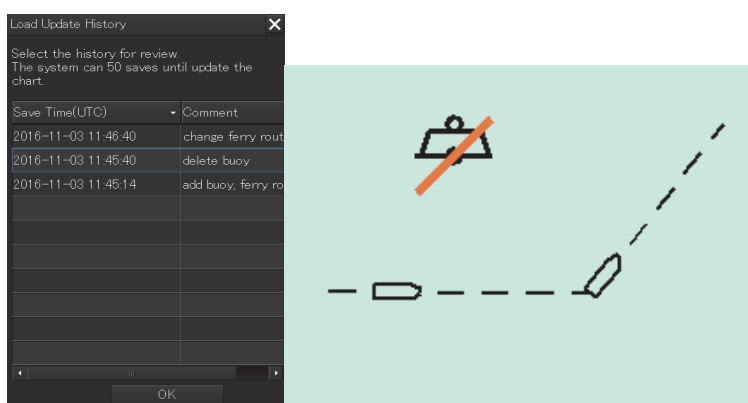 Load Update History
Select the history for review.
The system can 50 saves until update the
chart.
Save Time(UTC) Comment
2016-11-03 11:46:40 change ferry rout
2016-11-03 11:45:40 delete buoy
2016-11-03 11:45:14 add buoy, ferry ro
OK